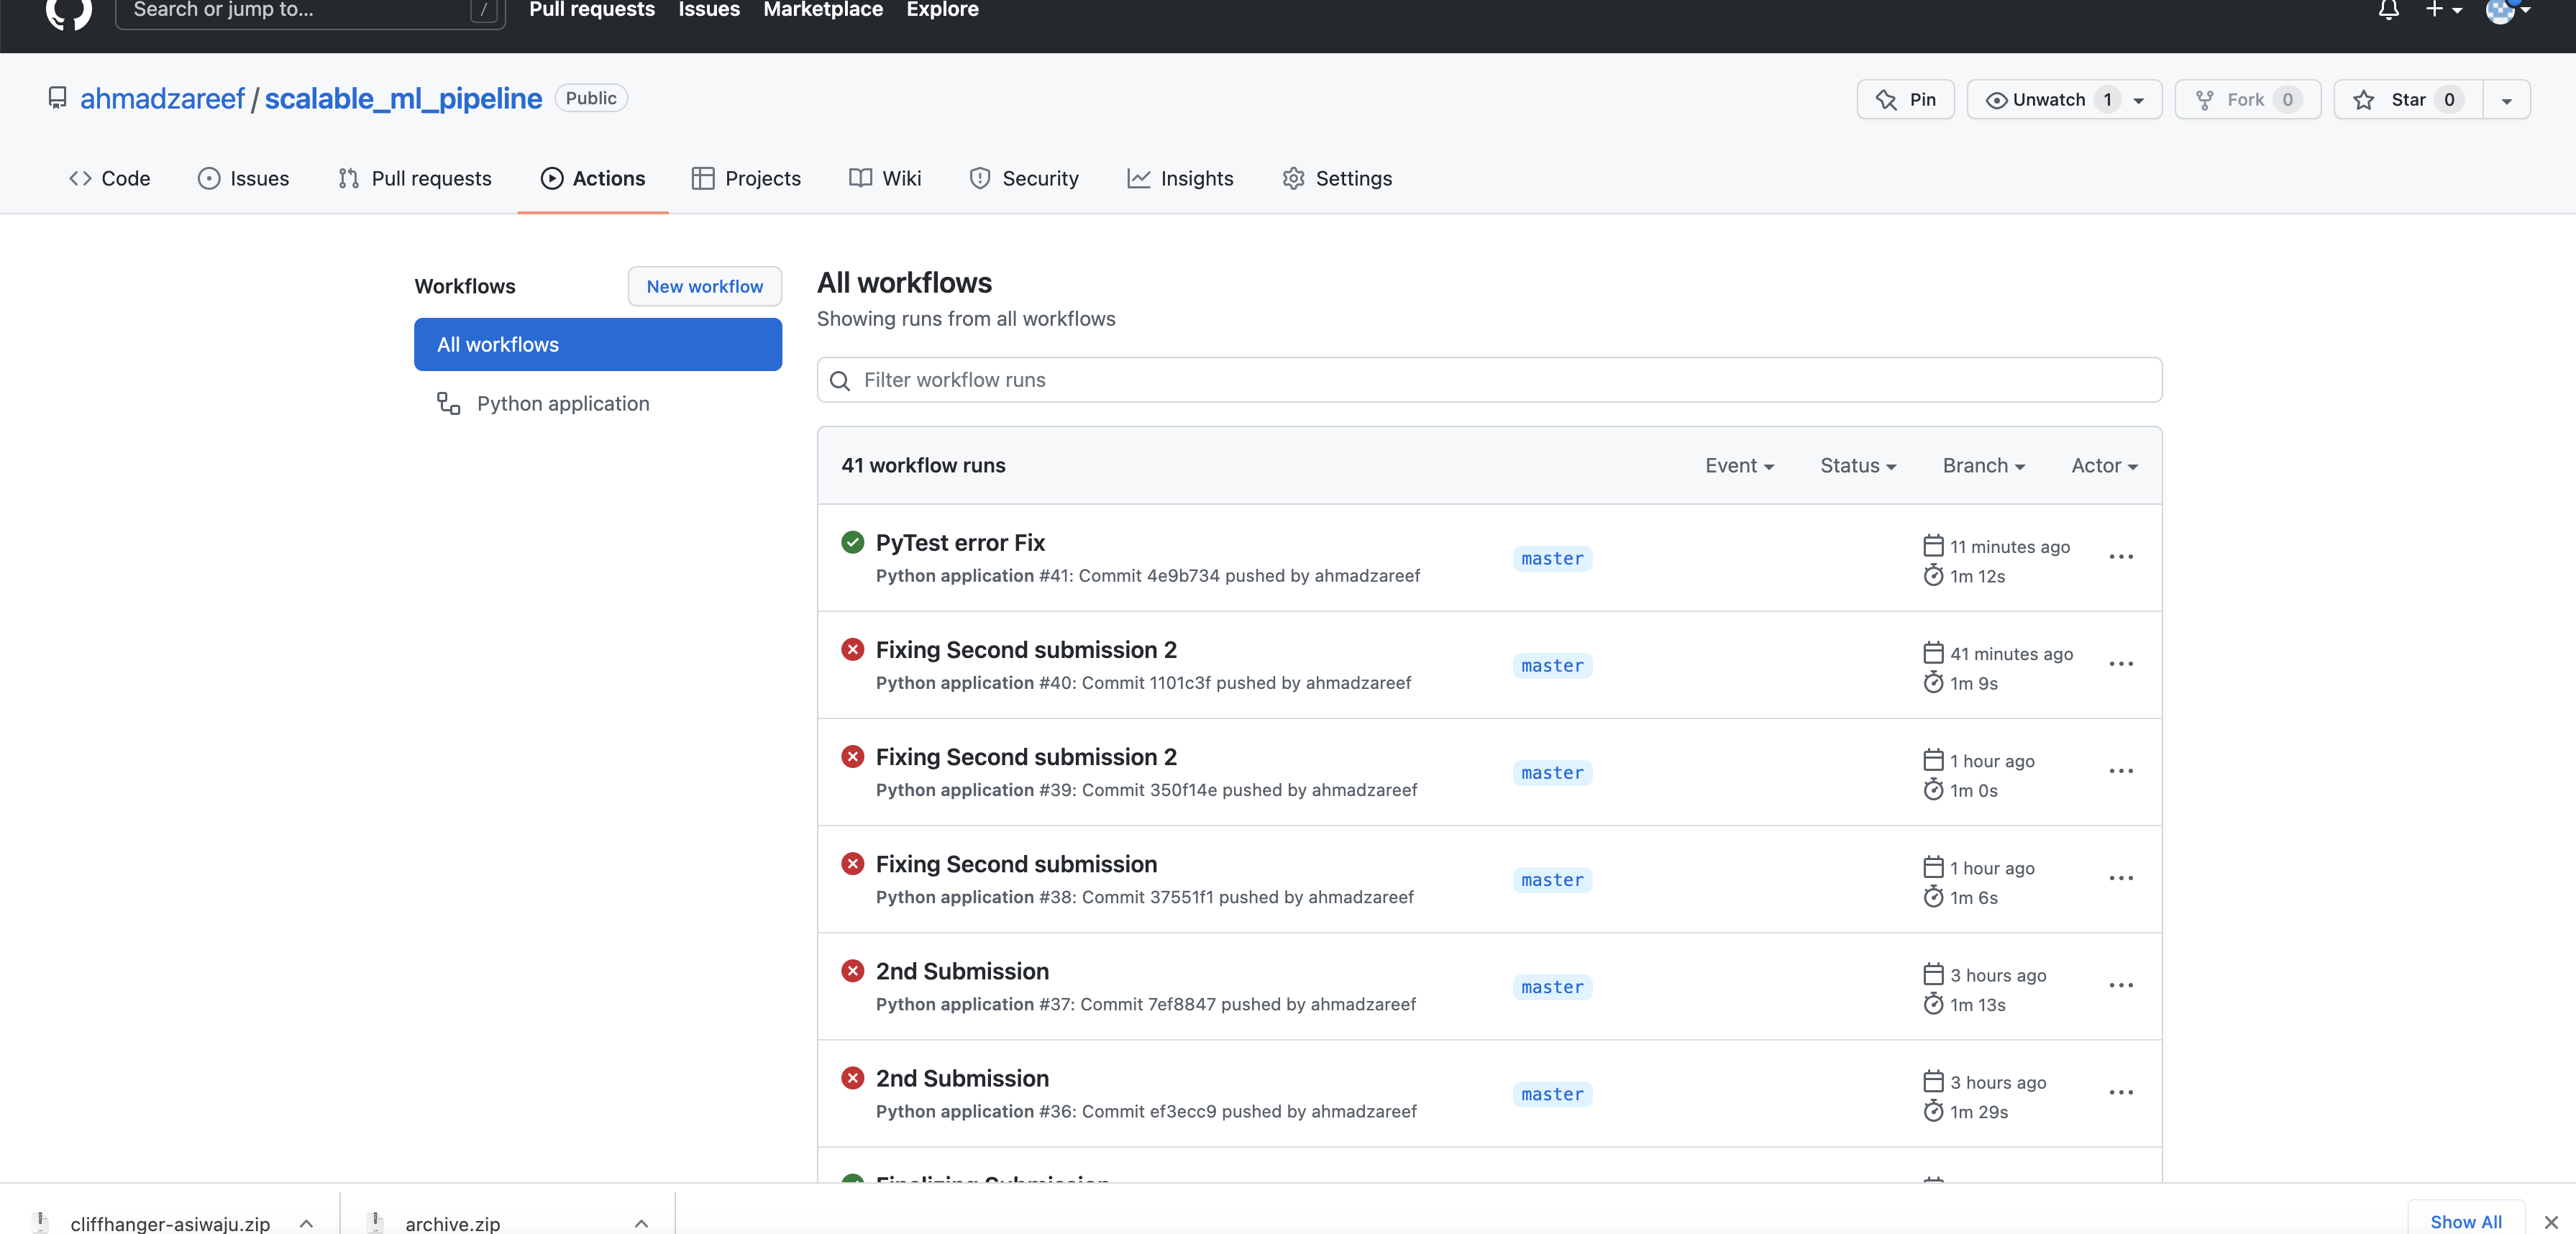 Search or jump to...
/
Pull requests
Issues
Marketplace
Explore
ahmadzareef / scalable_ml_pipeline
Public
Pin
Unwatch 1
Fork 0
Star 0
Code
Issues
Pull requests
Actions
Projects
Wiki
Security
Insights
Settings
Workflows
New workflow
All workflows
Python application
All workflows
Showing runs from all workflows
Filter workflow runs
41 workflow runs
Event
Status
Branch
Actor
PyTest error Fix
Python application #41: Commit 4e9b734 pushed by ahmadzareef
master
11 minutes ago
1m 12s
Fixing Second submission 2
Python application #40: Commit 1101c3f pushed by ahmadzareef
master
41 minutes ago
1m 9s
Fixing Second submission 2
Python application #39: Commit 350f14e pushed by ahmadzareef
master
1 hour ago
1m 0s
Fixing Second submission
Python application #38: Commit 37551f1 pushed by ahmadzareef
master
1 hour ago
1m 6s
2nd Submission
Python application #37: Commit 7ef8847 pushed by ahmadzareef
master
3 hours ago
1m 13s
2nd Submission
Python application #36: Commit ef3ecc9 pushed by ahmadzareef
master
3 hours ago
1m 29s
Finalizing Submission
cliffhanger-asiwaju.zip
archive.zip
Show All